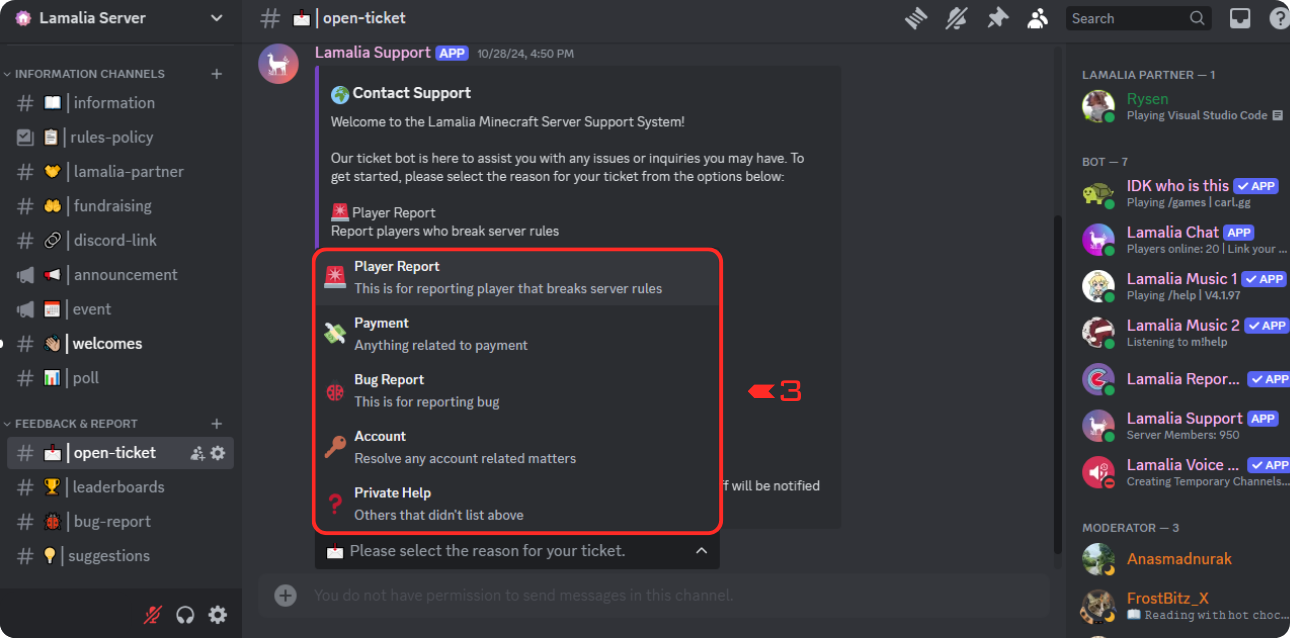 Lamalia Server
INFORMATION CHANNELS
information
rules-policy
lamalia-partner
fundraising
discord-link
announcement
event
welcomes
poll
FEEDBACK & REPORT
open-ticket
leaderboards
bug-report
suggestions
open-ticket
Search
Lamalia Support APP 10/28/24, 4:50 PM
Contact Support
Welcome to the Lamalia Minecraft Server Support System!
Our ticket bot is here to assist you with any issues or inquiries you may have. To
get started, please select the reason for your ticket from the options below:
Player Report
Report players who break server rules
Player Report
This is for reporting player that breaks server rules
Payment
Anything related to payment
Bug Report
This is for reporting bug
Account
Resolve any account related matters
Private Help
Others that didn't list above
3
will be notified
Please select the reason for your ticket.
You do not have permission to send messages in this channel.
LAMALIA PARTNER — 1
Rysen
Playing Visual Studio Code
BOT — 7
IDK who is this APP
Playing /games | carl.gg
Lamalia Chat APP
Players online: 20 | Link your ...
Lamalia Music 1 APP
Playing /help | V4.1.97
Lamalia Music 2 APP
Listening to m!help
Lamalia Repor... APP
Lamalia Support APP
Server Members: 950
Lamalia Voice ... APP
Creating Temporary Channels...
MODERATOR — 3
Anasmadnurak
FrostBitz_X
Reading with hot choc...